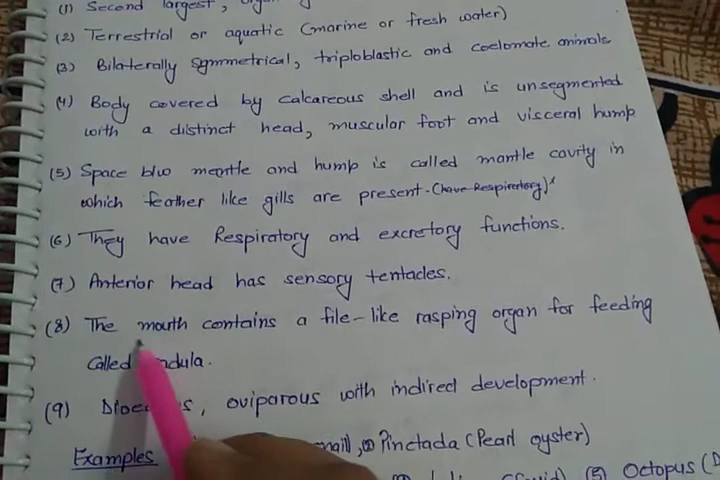 (1) Second largest,
(2) Terrestrial or aquatic (marine or fresh water)
(3) Bilaterally symmetrical, triploblastic and coelomate animals
(4) Body covered by calcareous shell and is unsegmented
with a distinct head, muscular foot and visceral hump
(5) Space b/w mantle and hump is called mantle cavity in
which feather like gills are present. (have Respiretory)
(6) They have Respiratory and excretory functions.
(7) Anterior head has sensory tentacles.
(8) The mouth contains a file-like rasping organ for feeding
Called
(9) oviparous with indirect development.
Examples Pinctada (Pearl oyster)
(5) Octopus (D